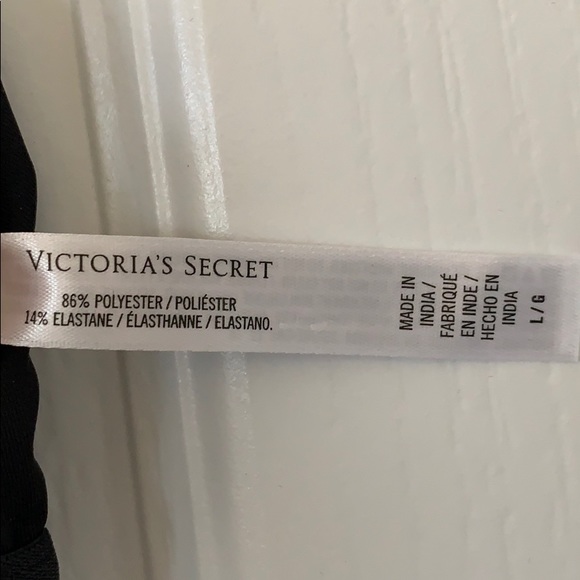 VICTORIA'S SECRET
86% POLYESTER / POLIÉSTER
14% ELASTANE / ÉLASTHANNE / ELASTANO.
MADE IN
INDIA /
FABRIQUÉ
EN INDE /
HECHO EN
INDIA
L / G